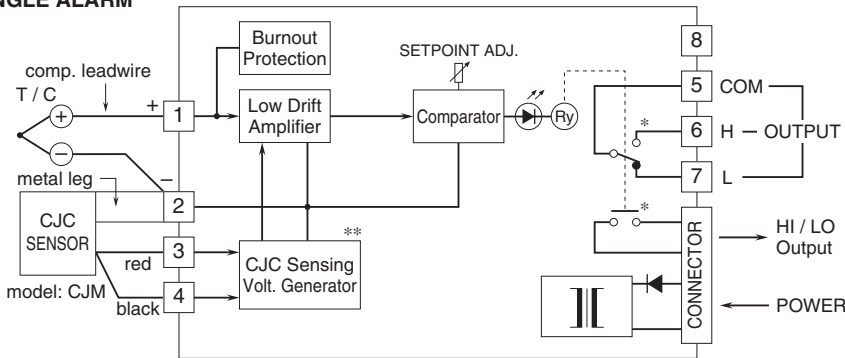 NGLE ALARM
Burnout
Protection
SETPOINT ADJ.
8
comp. leadwire
T / C
+
+
1
Low Drift
Amplifier
Comparator
Ry
5
COM
*
6
H
OUTPUT
7
L
–
–
metal leg
2
CJC
SENSOR
3
red
**
CJC Sensing
Volt. Generator
*
CONNECTOR
HI / LO
Output
model: CJM
black
4
POWER